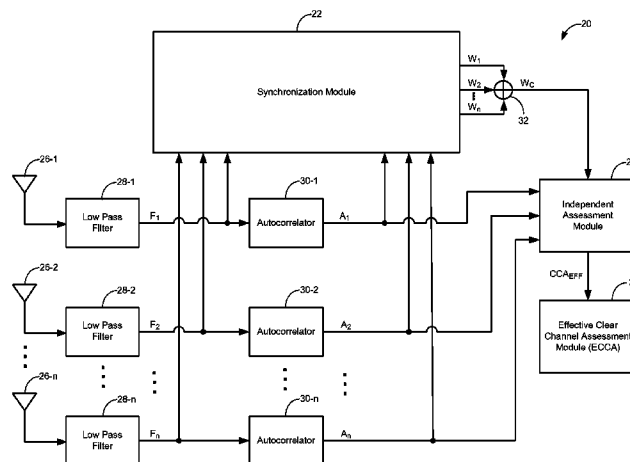 22
20
Synchronization Module
W1
W2
Wn
WC
32
26-1
28-1
Low Pass
Filter
F1
30-1
Autocorrelator
A1
2
Independent
Assessment
Module
CCAEFF
26-2
28-2
Low Pass
Filter
F2
30-2
Autocorrelator
A2
Effective Clear
Channel Assessment
Module (ECCA)
26-n
28-n
Low Pass
Filter
Fn
30-n
Autocorrelator
An